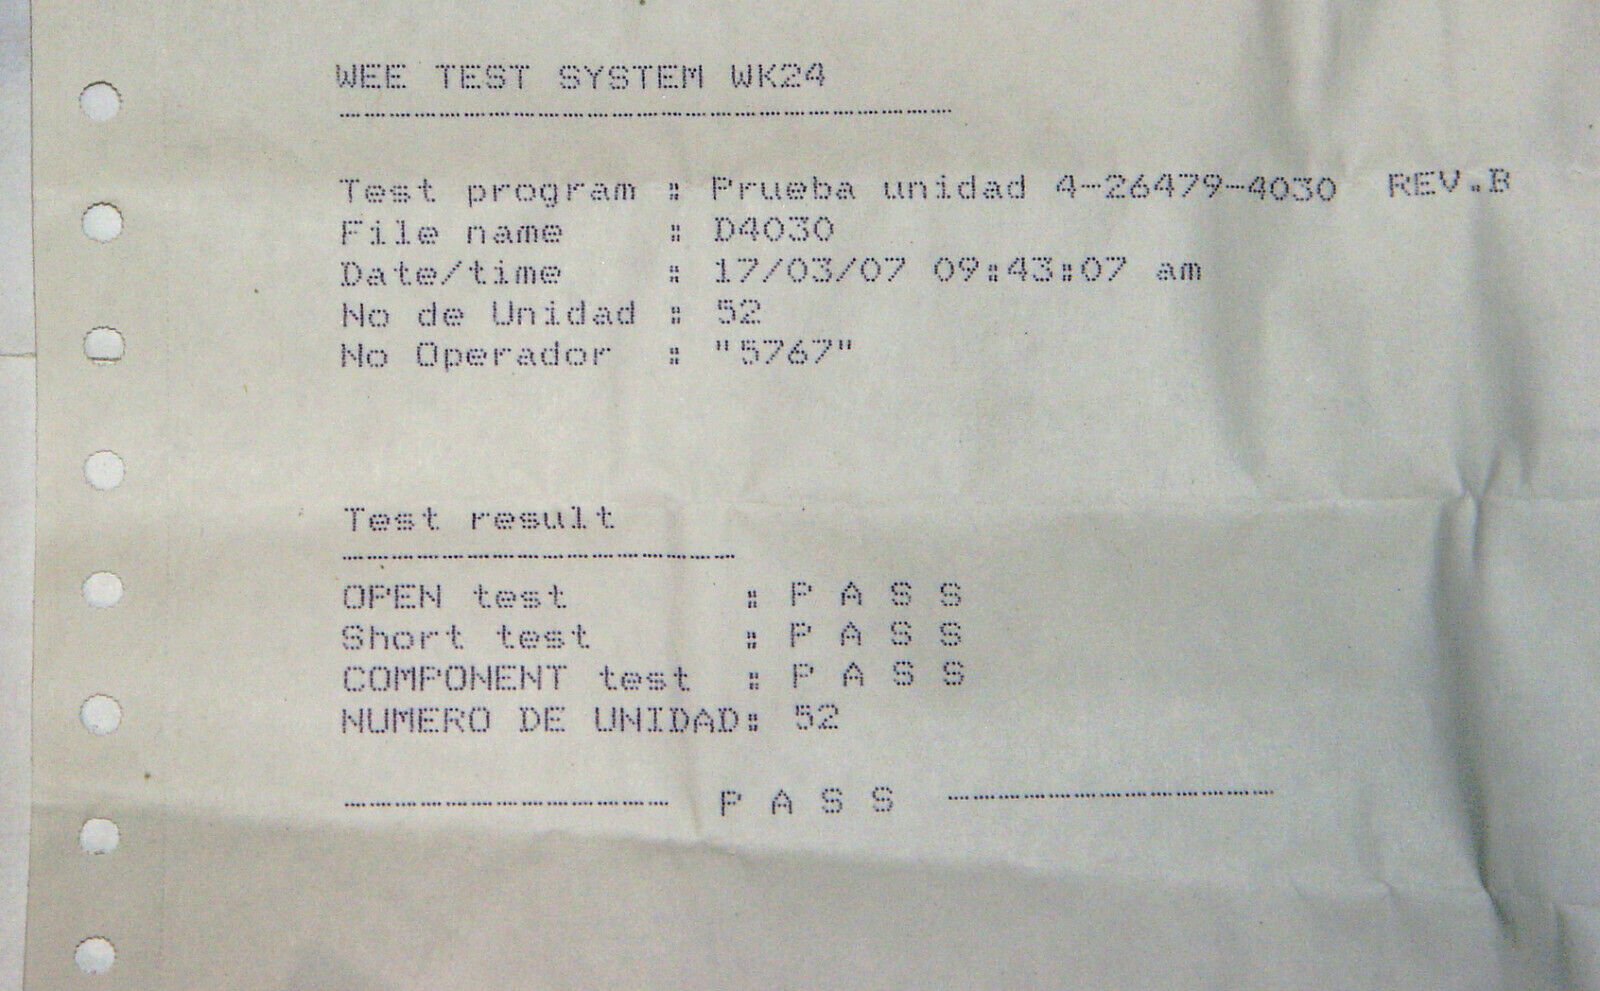 WEE TEST SYSTEM WK24
--------------------------------------------------
Test program : Prueba unidad 4-26479-4030 REV.B
File name : D4030
Date/time : 17/03/07 09:43:07 am
No de Unidad : 52
No Operador : "5767"
Test result
--------------------------------
OPEN test : P A S S
Short test : P A S S
COMPONENT test : P A S S
NUMERO DE UNIDAD: 52
-------------------------- P A S S --------------------------